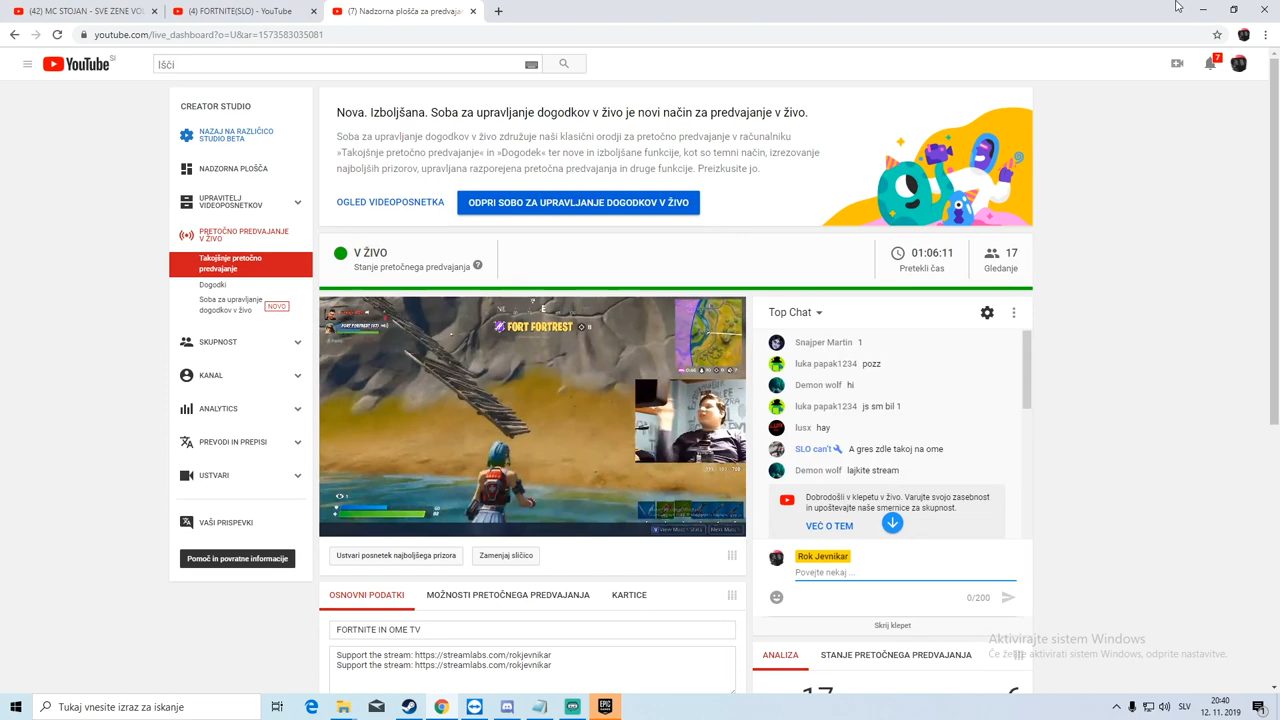 (42) MC STOJAN - SVE ZENE VOL
(4) FORTNITE(SLO) - YouTube
(7) Nadzorna plošča za predvajan
youtube.com/live_dashboard?o=U&ar=1573583035081
YouTube SI
Išči
7
CREATOR STUDIO
NAZAJ NA RAZLIČICO
STUDIO BETA
NADZORNA PLOŠČA
UPRAVITELJ
VIDEOPOSNETKOV
PRETOČNO PREDVAJANJE
V ŽIVO
Takojšnje pretočno
predvajanje
Dogodki
Soba za upravljanje
dogodkov v živo
NOVO
SKUPNOST
KANAL
ANALYTICS
PREVODI IN PREPISI
USTVARI
VAŠI PRISPEVKI
Pomoč in povratne informacije
Nova. Izboljšana. Soba za upravljanje dogodkov v živo je novi način za predvajanje v živo.
Soba za upravljanje dogodkov v živo združuje naši klasični orodji za pretočno predvajanje v računalniku
»Takojšnje pretočno predvajanje« in »Dogodek« ter nove in izboljšane funkcije, kot so temni način, izrezovanje
najboljših prizorov, upravljana razporejena pretočna predvajanja in druge funkcije. Preizkusite jo.
OGLED VIDEOPOSNETKA
ODPRI SOBO ZA UPRAVLJANJE DOGODKOV V ŽIVO
V ŽIVO
Stanje pretočnega predvajanja
01:06:11
Pretekli čas
17
Gledanje
NE
E
FORT FORTREST
Ustvari posnetek najboljšega prizora
Zamenjaj sličico
OSNOVNI PODATKI
MOŽNOSTI PRETOČNEGA PREDVAJANJA
KARTICE
FORTNITE IN OME TV
Support the stream: https://streamlabs.com/rokjevnikar
Support the stream: https://streamlabs.com/rokjevnikar
Top Chat
Snajper Martin 1
luka papak1234 pozz
Demon wolf hi
luka papak1234 js sm bil 1
lusx hay
SLO can't A gres zdle takoj na ome
Demon wolf lajkite stream
Dobrodošli v klepetu v živo. Varujte svojo zasebnost
in upoštevajte naše smernice za skupnost.
VEČ O TEM
Rok Jevnikar
Povejte nekaj ...
0/200
Skrij klepet
ANALIZA
STANJE PRETOČNEGA PREDVAJANJA
17
Aktivirajte sistem Windows
Če želite aktivirati sistem Windows, odprite nastavitve.
Tukaj vnesite izraz za iskanje
EPIC
SLV
20:40
12. 11. 2019
1